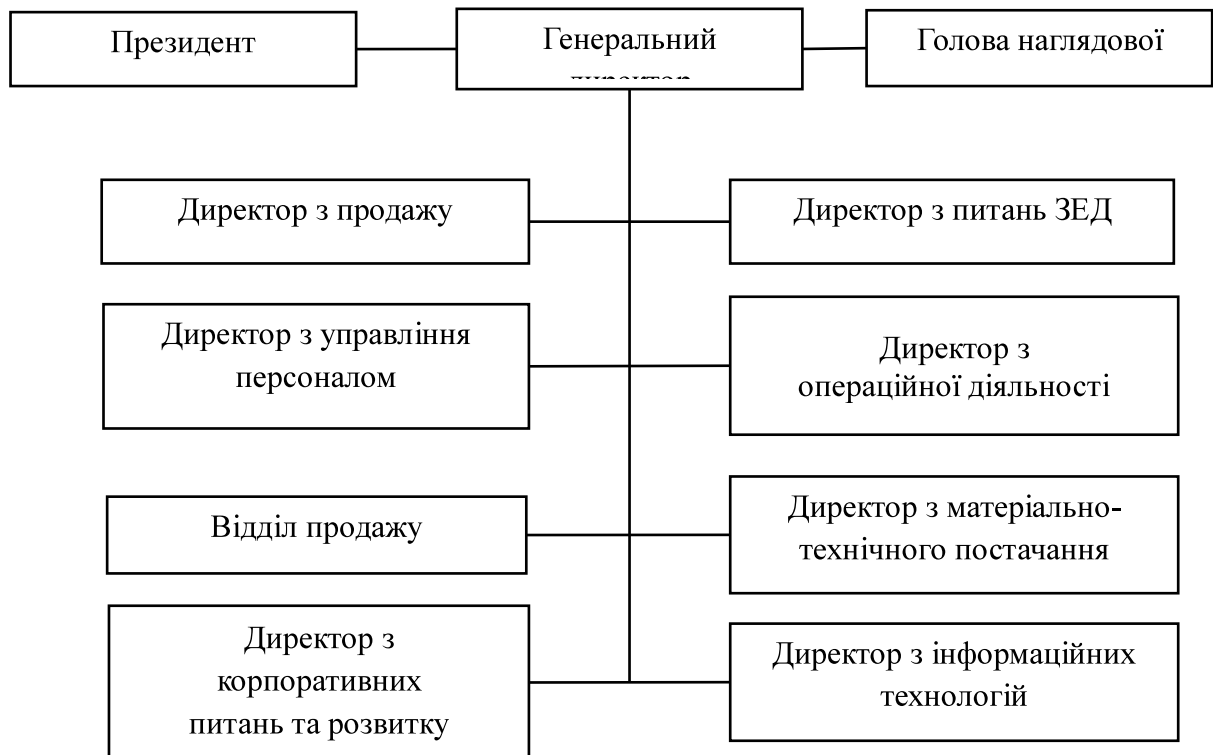 Президент
Генеральний
директор
Голова наглядової
Директор з продажу
Директор з питань ЗЕД
Директор з управління
персоналом
Директор з
операційної діяльності
Відділ продажу
Директор з матеріально-
технічного постачання
Директор з
корпоративних
питань та розвитку
Директор з інформаційних
технологій